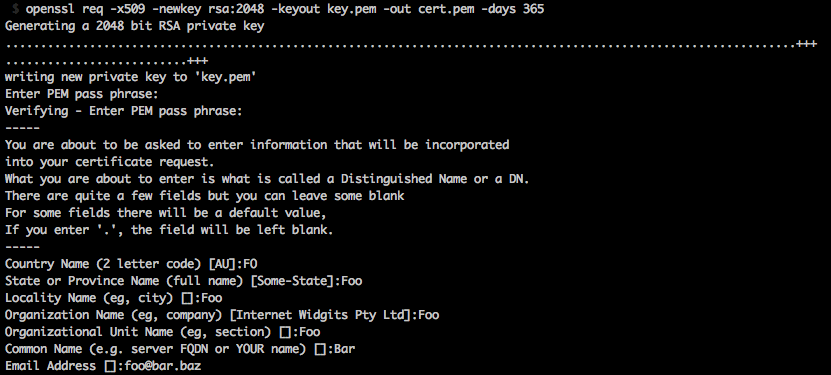 $ openssl req -x509 -newkey rsa:2048 -keyout key.pem -out cert.pem -days 365
Generating a 2048 bit RSA private key
.................................................................................................................+++
..........................+++
writing new private key to 'key.pem'
Enter PEM pass phrase:
Verifying - Enter PEM pass phrase:
-----
You are about to be asked to enter information that will be incorporated
into your certificate request.
What you are about to enter is what is called a Distinguished Name or a DN.
There are quite a few fields but you can leave some blank
For some fields there will be a default value,
If you enter '.', the field will be left blank.
-----
Country Name (2 letter code) [AU]:FO
State or Province Name (full name) [Some-State]:Foo
Locality Name (eg, city) []:Foo
Organization Name (eg, company) [Internet Widgits Pty Ltd]:Foo
Organizational Unit Name (eg, section) []:Foo
Common Name (e.g. server FQDN or YOUR name) []:Bar
Email Address []:foo@bar.baz